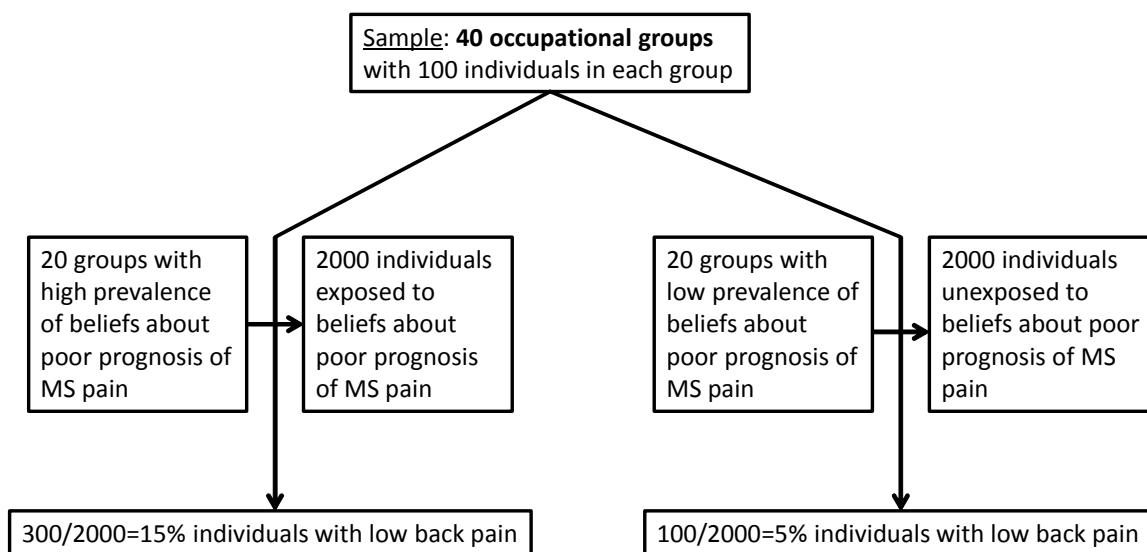 Sample: 40 occupational groups
with 100 individuals in each group
20 groups with
high prevalence
of beliefs about
poor prognosis of
MS pain
2000 individuals
exposed to
beliefs about
poor prognosis
of MS pain
20 groups with
low prevalence of
beliefs about
poor prognosis of
MS pain
2000 individuals
unexposed to
beliefs about poor
prognosis of MS
pain
300/2000=15% individuals with low back pain
100/2000=5% individuals with low back pain